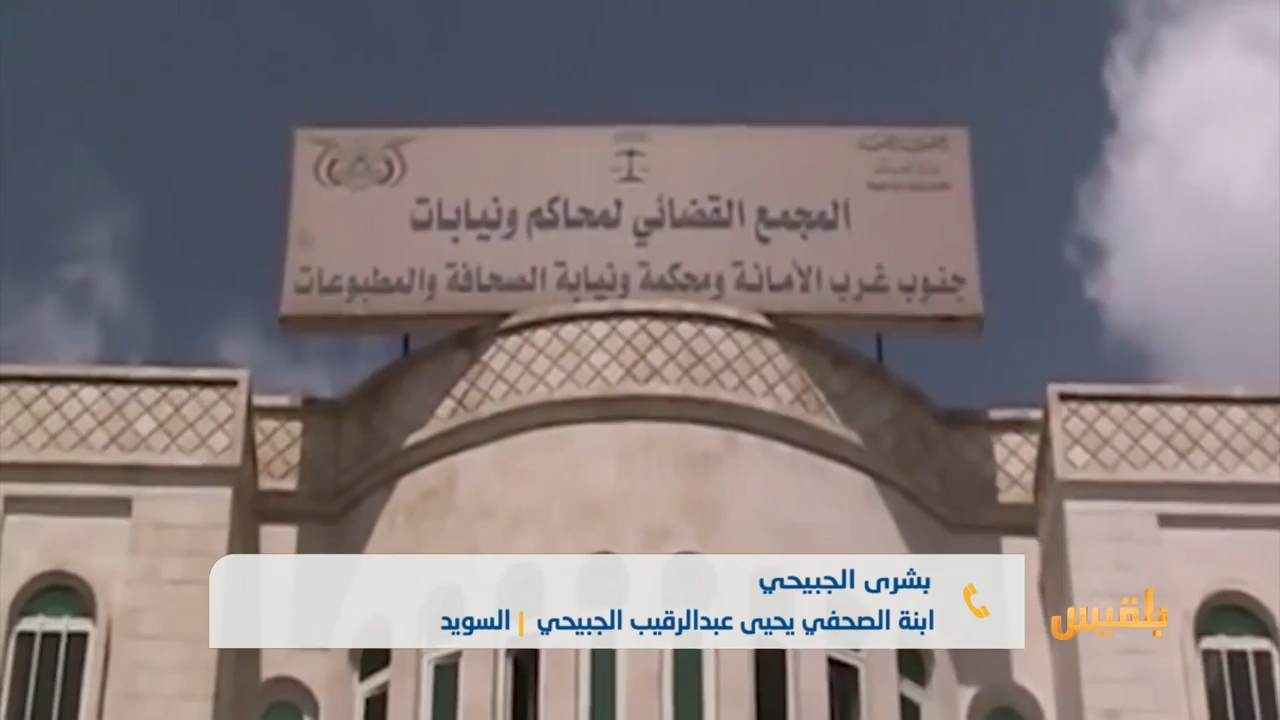 المجمع القضائي لمحاكم ونيابات
جنوب غرب الأمانة ومحكمة ونيابة الصحافة والمطبوعات
بشرى الجبيحي
ابنة الصحفي يحيى عبدالرقيب الجبيحي | السويد
بلقيس